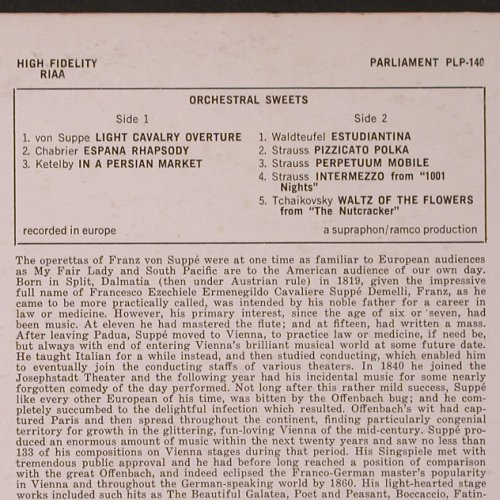 HIGH FIDELITY
RIAA
PARLIAMENT PLP-140
ORCHESTRAL SWEETS
Side 1
1. von Suppe LIGHT CAVALRY OVERTURE
2. Chabrier ESPANA RHAPSODY
3. Ketelby IN A PERSIAN MARKET
Side 2
1. Waldteufel ESTUDIANTINA
2. Strauss PIZZICATO POLKA
3. Strauss PERPETUUM MOBILE
4. Strauss INTERMEZZO from "1001
Nights"
5. Tchaikovsky WALTZ OF THE FLOWERS
from "The Nutcracker"
recorded in europe
a supraphon/ramco production
The operettas of Franz von Suppé were at one time as familiar to European audiences
as My Fair Lady and South Pacific are to the American audience of our own day.
Born in Split, Dalmatia (then under Austrian rule) in 1819, given the impressive
full name of Francesco Ezechiele Ermenegildo Cavaliere Suppé Demelli, Franz, as he
came to be more practically called, was intended by his noble father for a career in
law or medicine. However, his primary interest, since the age of six or seven, had
been music. At eleven he had mastered the flute; and at fifteen, had written a mass.
After leaving Padua, Suppé moved to Vienna, to practice law or medicine, if need be,
but always with end of entering Vienna's brilliant musical world at some future date.
He taught Italian for a while instead, and then studied conducting, which enabled him
to eventually join the conducting staffs of various theaters. In 1840 he joined the
Josephstadt Theater and the following year had his incidental music for some nearly
forgotten comedy of the day performed. Not long after this rather mild success, Suppé
like every other European of his time, was bitten by the Offenbach bug; and he com-
pletely succumbed to the delightful infection which resulted. Offenbach's wit had cap-
tured Paris and then spread throughout the continent, finding particularly congenial
territory for growth in the glittering, fun-loving Vienna of the mid-century. Suppé pro-
duced an enormous amount of music within the next twenty years and saw no less than
133 of his compositions on Vienna stages during that period. His Singspiele met with
tremendous public approval and he had before long reached a position of comparison
with the great Offenbach, and indeed eclipsed the Franco-German master's popularity
in Vienna and throughout the German-speaking world by 1860. His light-hearted stage
works included such hits as The Beautiful Galatea, Poet and Peasant, Boccaccio, Fatin-